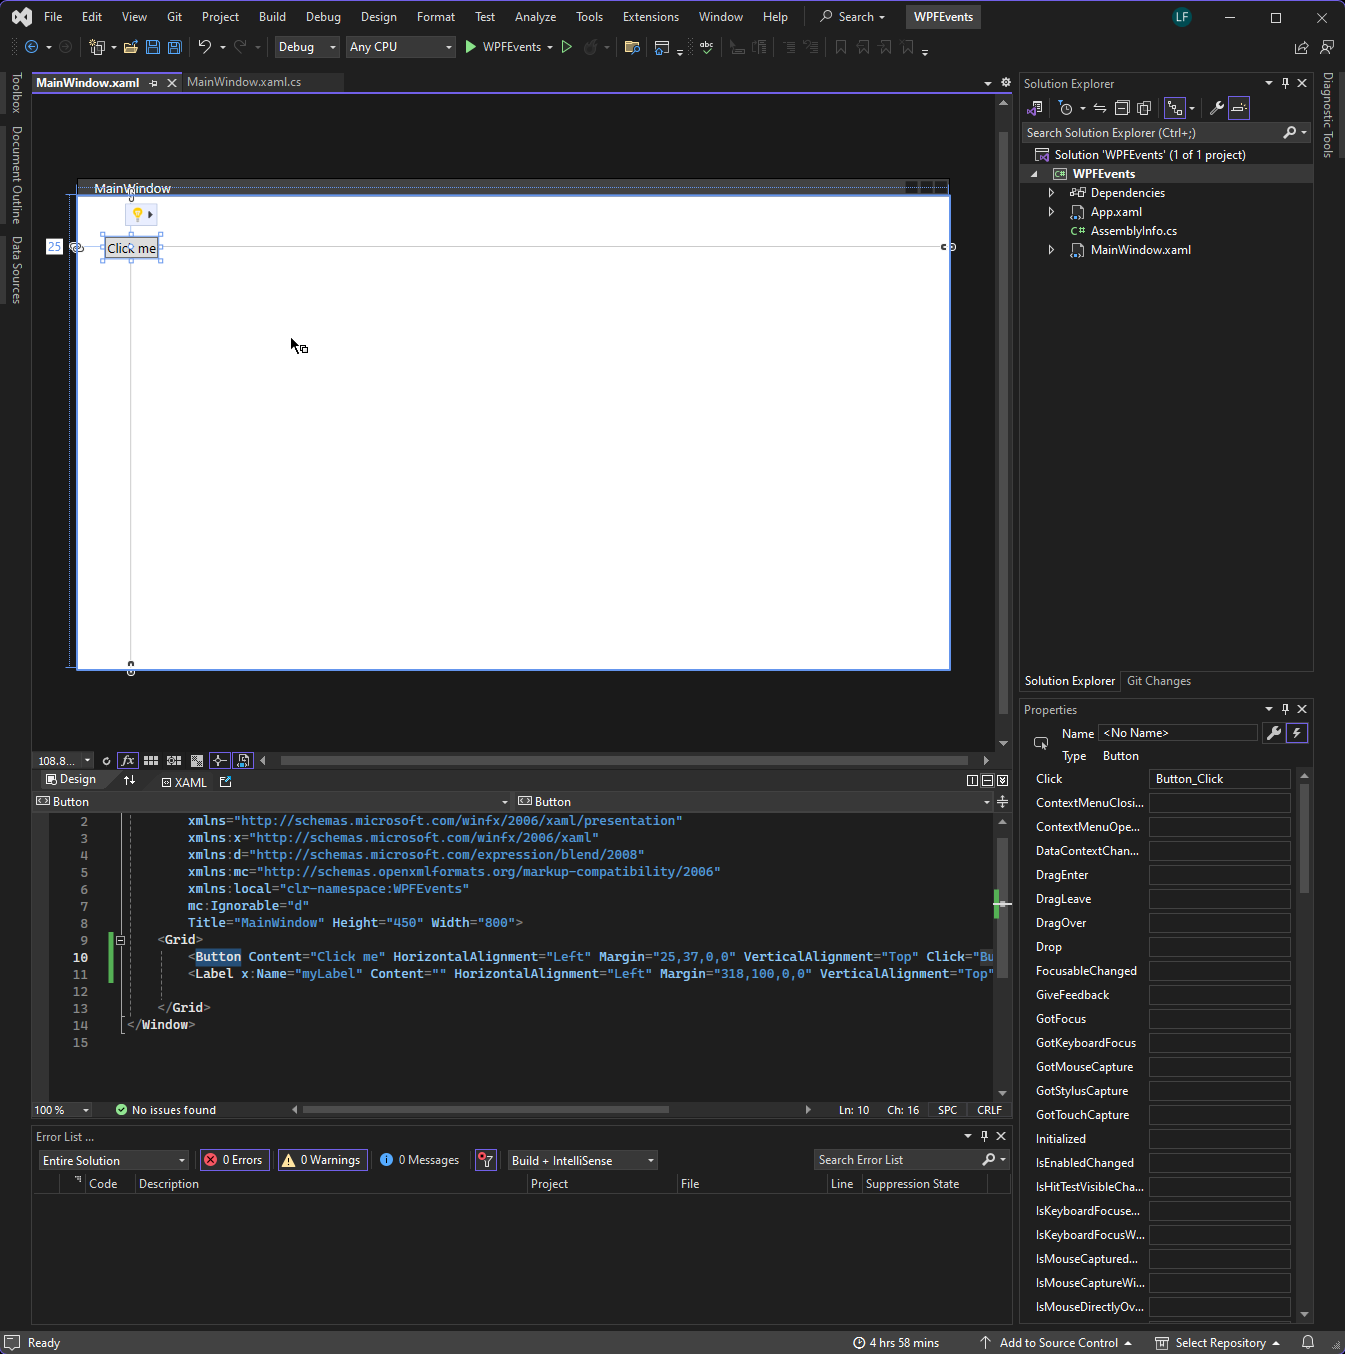 File Edit View Git Project Build Debug Design Format Test Analyze Tools Extensions Window Help Search WPFEvents LF
Debug Any CPU WPFEvents
Toolbox
Document Outline
Data Sources
MainWindow.xaml MainWindow.xaml.cs
MainWindow
25
Click me
108.8...
Design XAML
Button Button
2 xmlns="http://schemas.microsoft.com/winfx/2006/xaml/presentation"
3 xmlns:x="http://schemas.microsoft.com/winfx/2006/xaml"
4 xmlns:d="http://schemas.microsoft.com/expression/blend/2008"
5 xmlns:mc="http://schemas.openxmlformats.org/markup-compatibility/2006"
6 xmlns:local="clr-namespace:WPFEvents"
7 mc:Ignorable="d"
8 Title="MainWindow" Height="450" Width="800">
9 <Grid>
10 <Button Content="Click me" HorizontalAlignment="Left" Margin="25,37,0,0" VerticalAlignment="Top" Click="Bu
11 <Label x:Name="myLabel" Content="" HorizontalAlignment="Left" Margin="318,100,0,0" VerticalAlignment="Top"
12
13 </Grid>
14 </Window>
15
100 % No issues found Ln: 10 Ch: 16 SPC CRLF
Error List ...
Entire Solution 0 Errors 0 Warnings 0 Messages Build + IntelliSense Search Error List
Code Description Project File Line Suppression State
Solution Explorer
Search Solution Explorer (Ctrl+;)
Solution 'WPFEvents' (1 of 1 project)
WPFEvents
Dependencies
App.xaml
AssemblyInfo.cs
MainWindow.xaml
Solution Explorer Git Changes
Properties
Name <No Name>
Type Button
Click Button_Click
ContextMenuClosi...
ContextMenuOpe...
DataContextChan...
DragEnter
DragLeave
DragOver
Drop
FocusableChanged
GiveFeedback
GotFocus
GotKeyboardFocus
GotMouseCapture
GotStylusCapture
GotTouchCapture
Initialized
IsEnabledChanged
IsHitTestVisibleCha...
IsKeyboardFocuse...
IsKeyboardFocusW...
IsMouseCaptured...
IsMouseCaptureWi...
IsMouseDirectlyOv...
Diagnostic Tools
Ready 4 hrs 58 mins Add to Source Control Select Repository